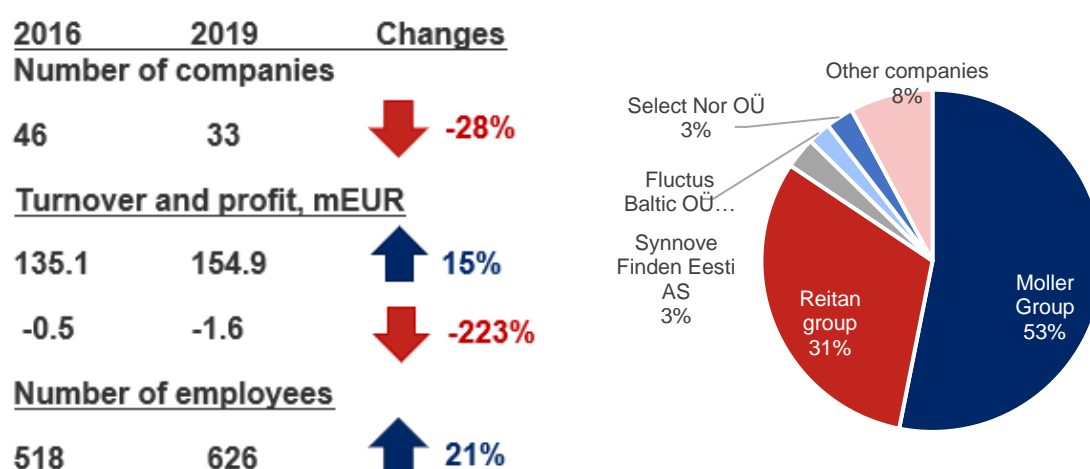 2016 2019 Changes
Number of companies
46 33 -28%
Turnover and profit, mEUR
135.1 154.9 15%
-0.5 -1.6 -223%
Number of employees
518 626 21%
Other companies
8%
Select Nor OÜ
3%
Fluctus
Baltic OÜ…
Synnove
Finden Eesti
AS
3%
Reitan
group
31%
Moller
Group
53%